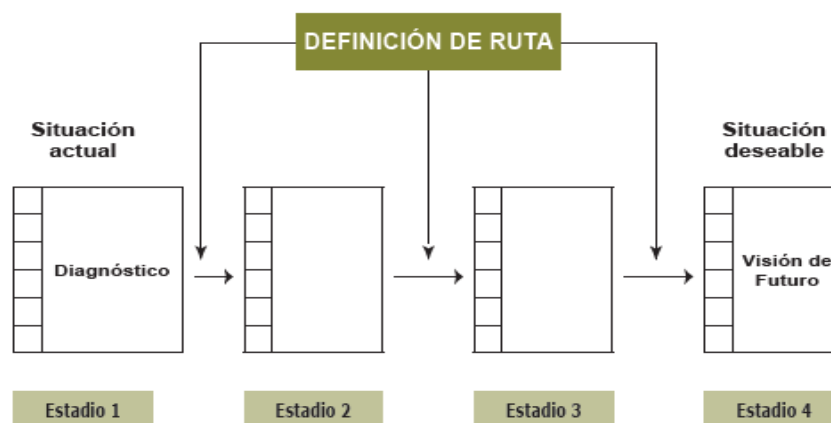 DEFINICIÓN DE RUTA
Situación
actual
Situación
deseable
Diagnóstico
Visión de
Futuro
Estadio 1
Estadio 2
Estadio 3
Estadio 4